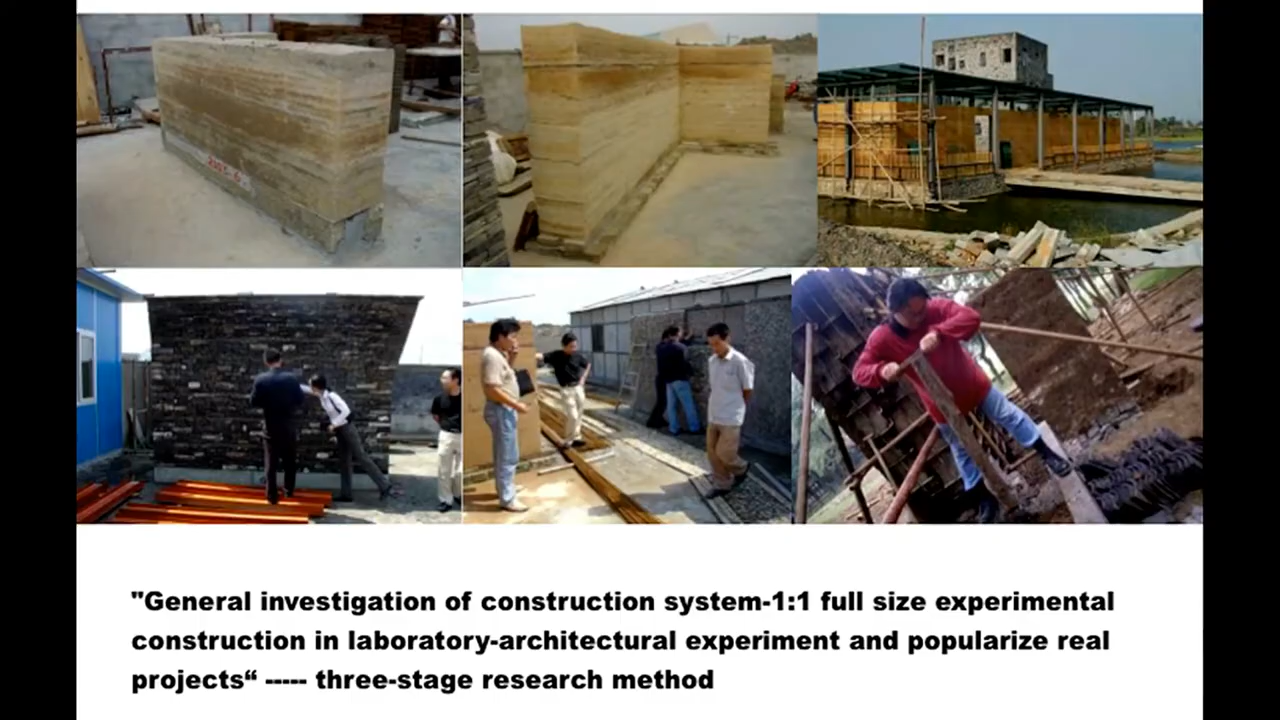 "General investigation of construction system-1:1 full size experimental
construction in laboratory-architectural experiment and popularize real
projects“ ----- three-stage research method